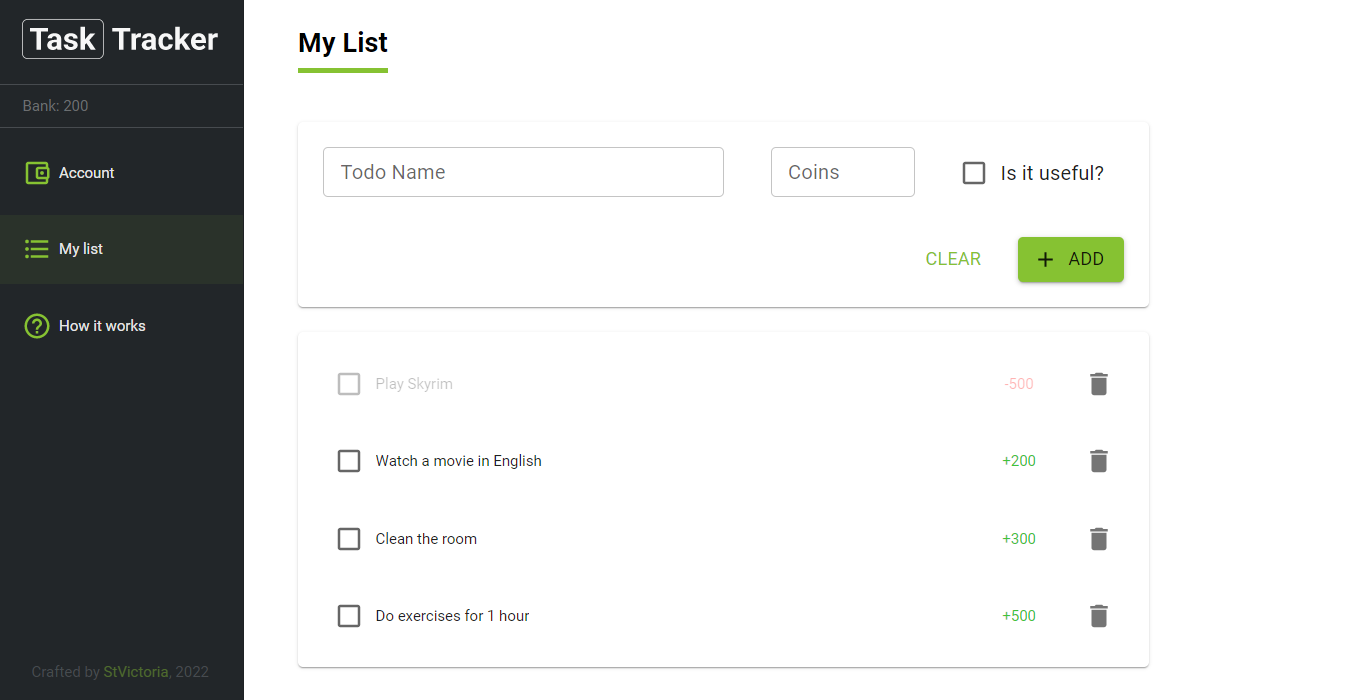 Task Tracker
Bank: 200
Account
My list
How it works
Crafted by StVictoria, 2022
My List
Todo Name
Coins
Is it useful?
CLEAR
+ ADD
Play Skyrim -500
Watch a movie in English +200
Clean the room +300
Do exercises for 1 hour +500